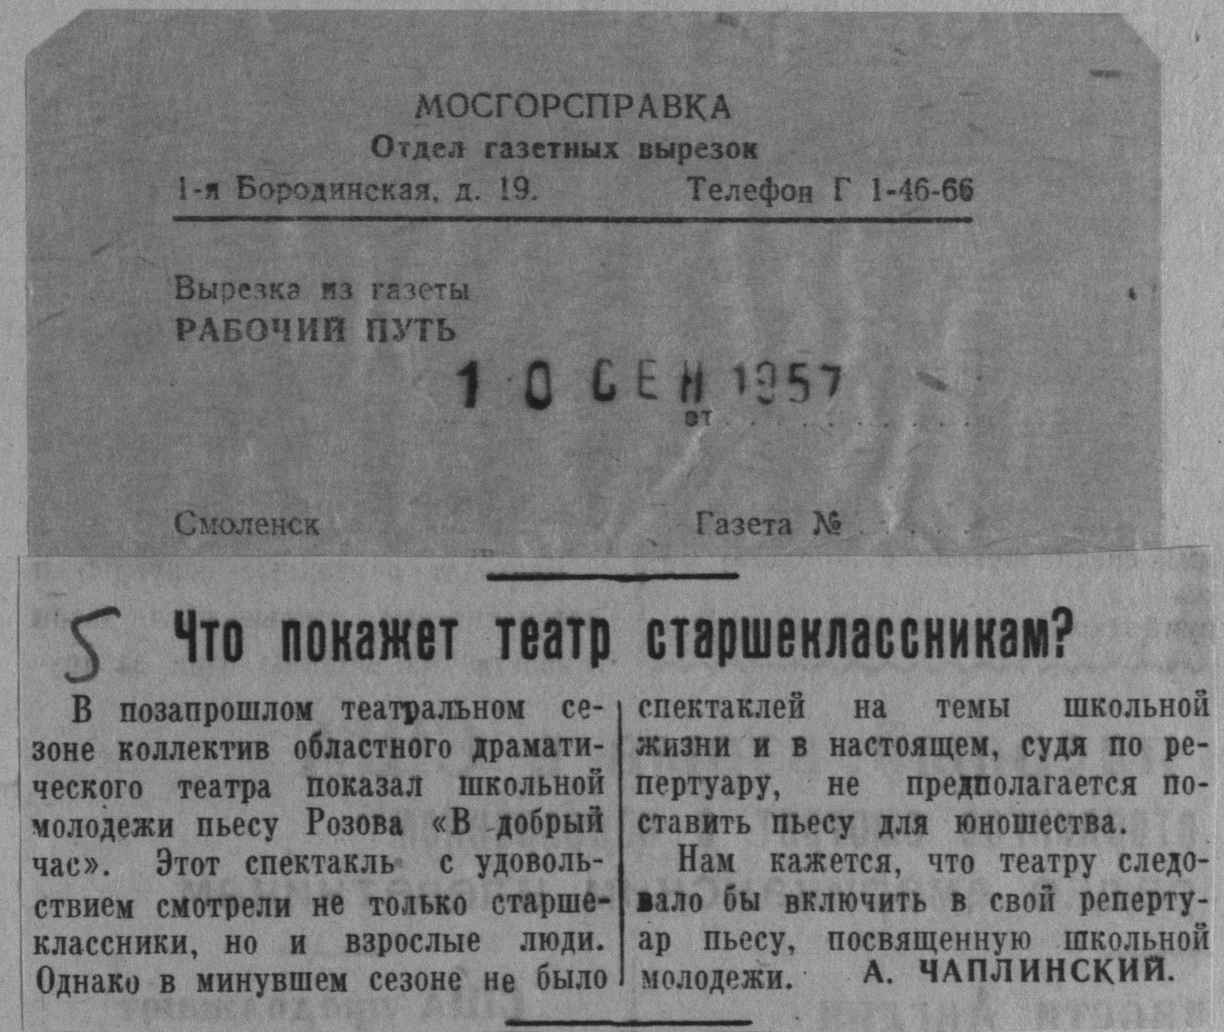 МОСГОРСПРАВКА
Отдел газетных вырезок
1-я Бородинская, д. 19. Телефон Г 1-46-66
Вырезка из газеты
РАБОЧИЙ ПУТЬ
10 СЕН 1957
от . . . . . . . . . .
Смоленск Газета № . . . . .
5
Что покажет театр старшеклассникам?
В позапрошлом театральном се-
зоне коллектив областного драмати-
ческого театра показал школьной
молодежи пьесу Розова «В добрый
час». Этот спектакль с удоволь-
ствием смотрели не только старше-
классники, но и взрослые люди.
Однако в минувшем сезоне не было
спектаклей на темы школьной
жизни и в настоящем, судя по ре-
пертуару, не предполагается по-
ставить пьесу для юношества.
Нам кажется, что театру следо-
вало бы включить в свой реперту-
ар пьесу, посвященную школьной
молодежи. А. ЧАПЛИНСКИЙ.